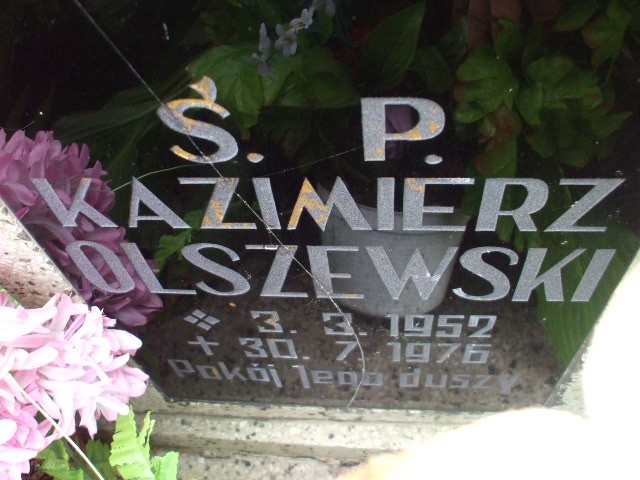 Ś. P.
KAZIMIERZ
OLSZEWSKI
3. 3. 1952
+ 30. 7 1976
Pokój Jego duszy